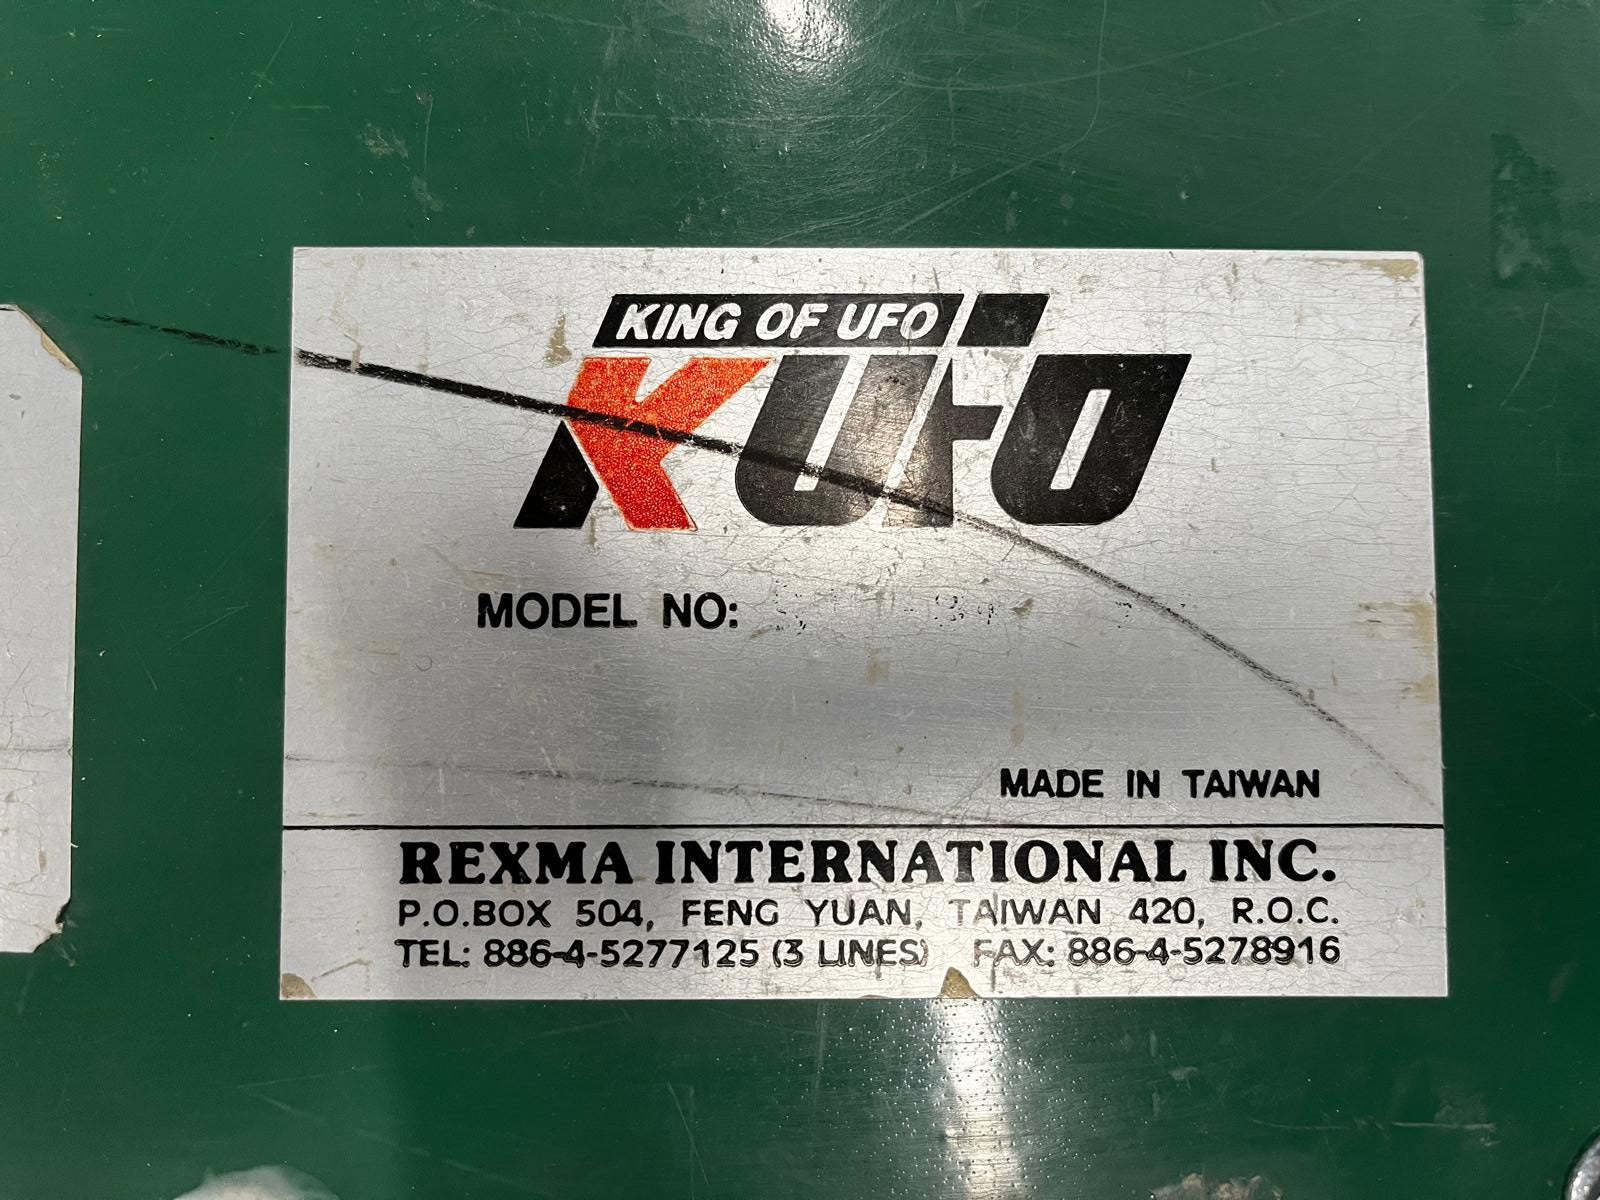 KING OF UFO
KUFO
MODEL NO:
MADE IN TAIWAN
REXMA INTERNATIONAL INC.
P.O.BOX 504, FENG YUAN, TAIWAN 420, R.O.C.
TEL: 886-4-5277125 (3 LINES) FAX: 886-4-5278916